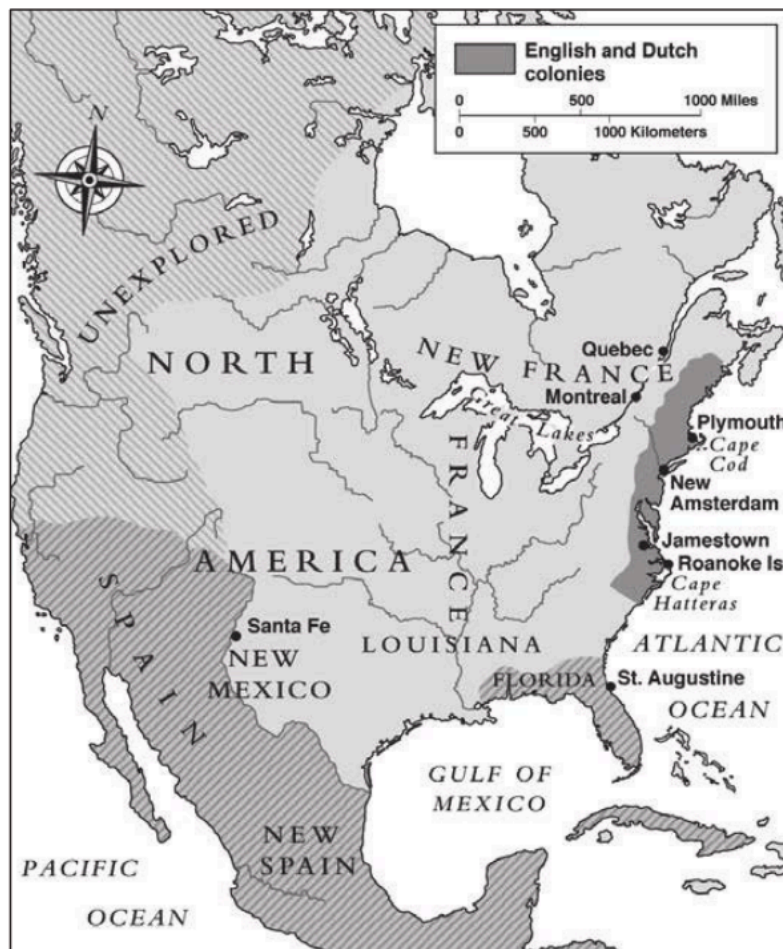 English and Dutch
colonies
0 500 1000 Miles
0 500 1000 Kilometers
N
UNEXPLORED
NORTH
NEW FRANCE
Quebec
Montreal
Great Lakes
Plymouth
Cape
Cod
FRANCE
New
Amsterdam
Jamestown
AMERICA
Roanoke Is
Cape
Hatteras
SPAIN
Santa Fe
NEW
MEXICO
LOUISIANA
ATLANTIC
FLORIDA
St. Augustine
OCEAN
GULF OF
MEXICO
NEW
SPAIN
PACIFIC
OCEAN